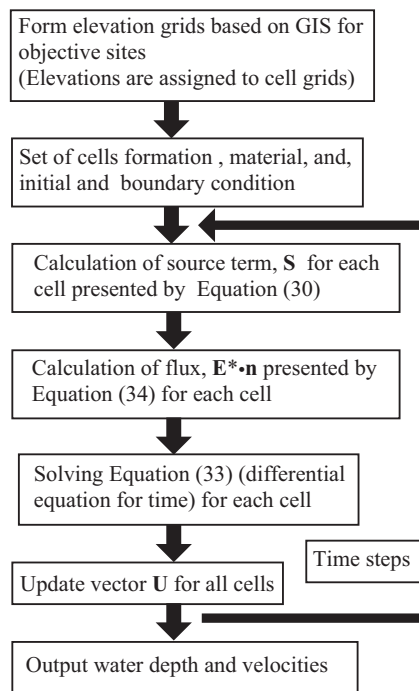 Form elevation grids based on GIS for
objective sites
(Elevations are assigned to cell grids)
Set of cells formation , material, and,
initial and boundary condition
Calculation of source term, S for each
cell presented by Equation (30)
Calculation of flux, E*•n presented by
Equation (34) for each cell
Solving Equation (33) (differential
equation for time) for each cell
Time steps
Update vector U for all cells
Output water depth and velocities